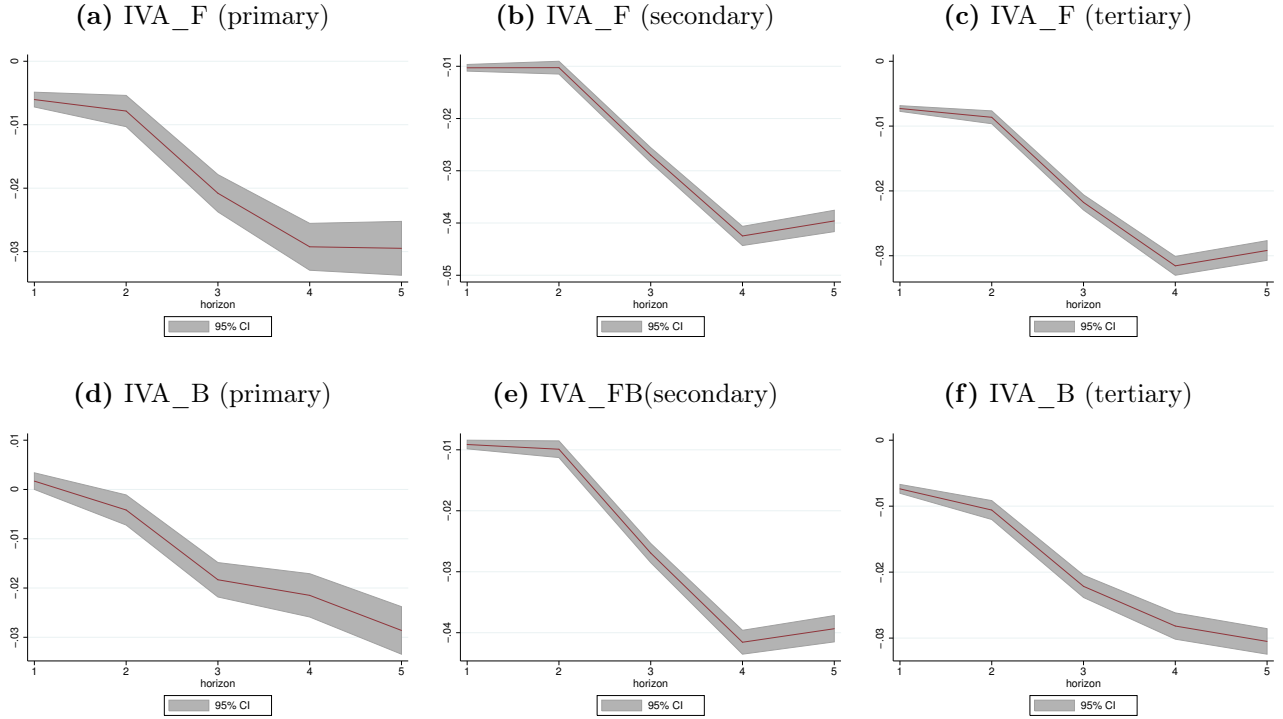 (a) IVA_F (primary)
(b) IVA_F (secondary)
(c) IVA_F (tertiary)
0
-.01
-.02
-.03
1 2 3 4 5
horizon
95% CI
-.01
-.02
-.03
-.04
-.05
1 2 3 4 5
horizon
95% CI
0
-.01
-.02
-.03
1 2 3 4 5
horizon
95% CI
(d) IVA_B (primary)
(e) IVA_FB(secondary)
(f) IVA_B (tertiary)
.01
0
-.01
-.02
-.03
1 2 3 4 5
horizon
95% CI
-.01
-.02
-.03
-.04
1 2 3 4 5
horizon
95% CI
0
-.01
-.02
-.03
1 2 3 4 5
horizon
95% CI